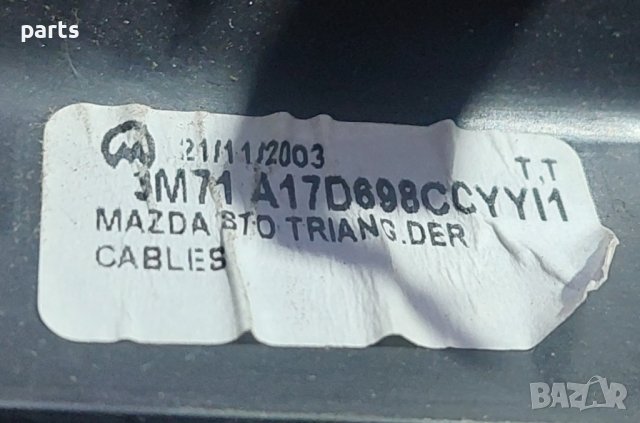 parts
21/11/2003
T,T
3M71 A17D698CCYYI1
MAZDA STO TRIANG.DER
CABLES
BAZAR